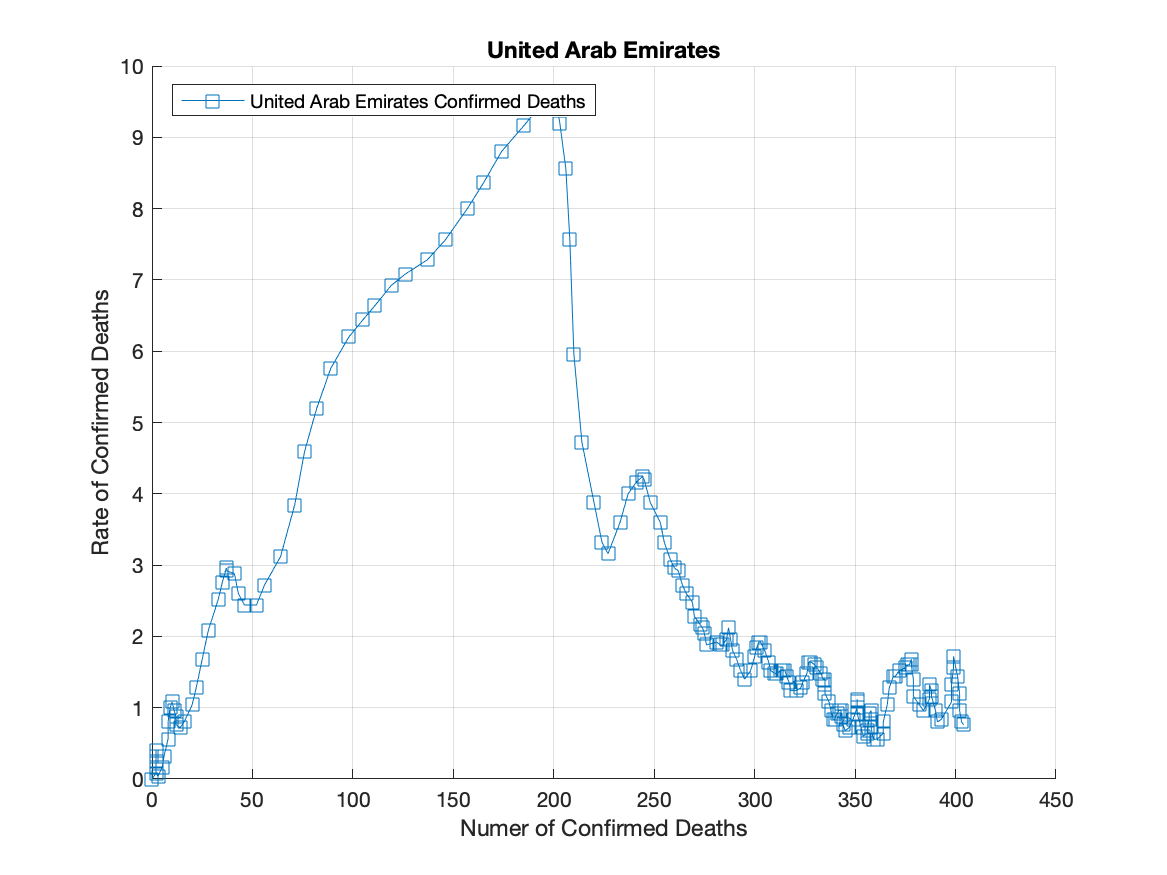 United Arab Emirates
United Arab Emirates Confirmed Deaths
10
9
8
7
6
5
4
3
2
1
0
Rate of Confirmed Deaths
0 50 100 150 200 250 300 350 400 450
Numer of Confirmed Deaths